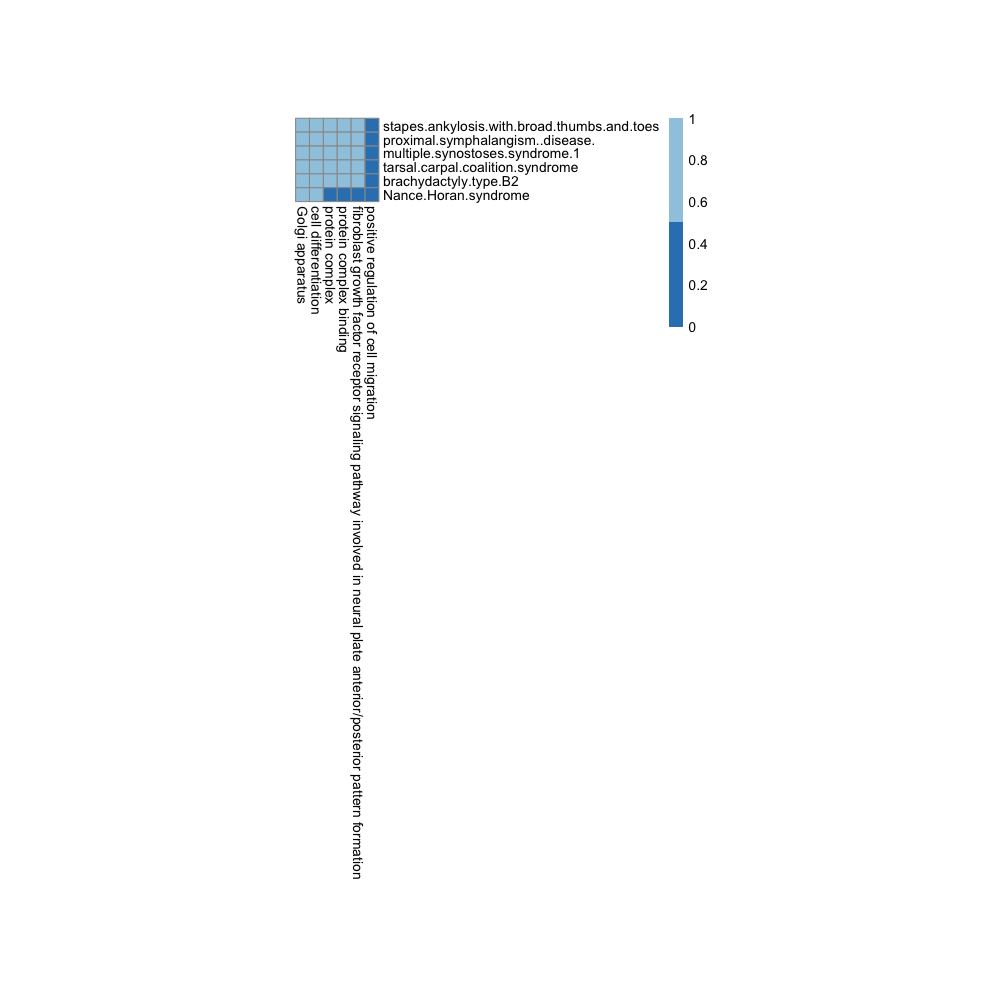 stapes.ankylosis.with.broad.thumbs.and.toes
proximal.symphalangism..disease.
multiple.synostoses.syndrome.1
tarsal.carpal.coalition.syndrome
brachydactyly.type.B2
Nance.Horan.syndrome
Golgi apparatus
cell differentiation
protein complex
protein complex binding
fibroblast growth factor receptor signaling pathway involved in neural plate anterior/posterior pattern formation
positive regulation of cell migration
1
0.8
0.6
0.4
0.2
0